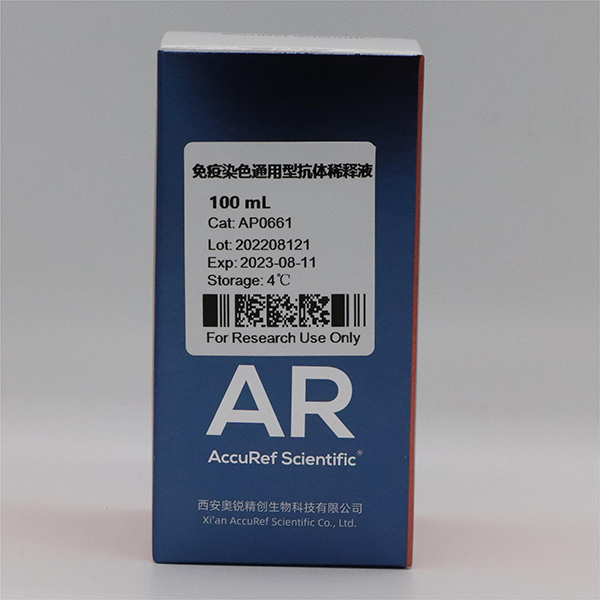 免疫染色通用型抗体稀释液
100 mL
Cat: AP0661
Lot: 202208121
Exp: 2023-08-11
Storage: 4℃
For Research Use Only
AR
AccuRef Scientific®
西安奥锐精创生物科技有限公司
Xi'an AccuRef Scientific Co., Ltd.